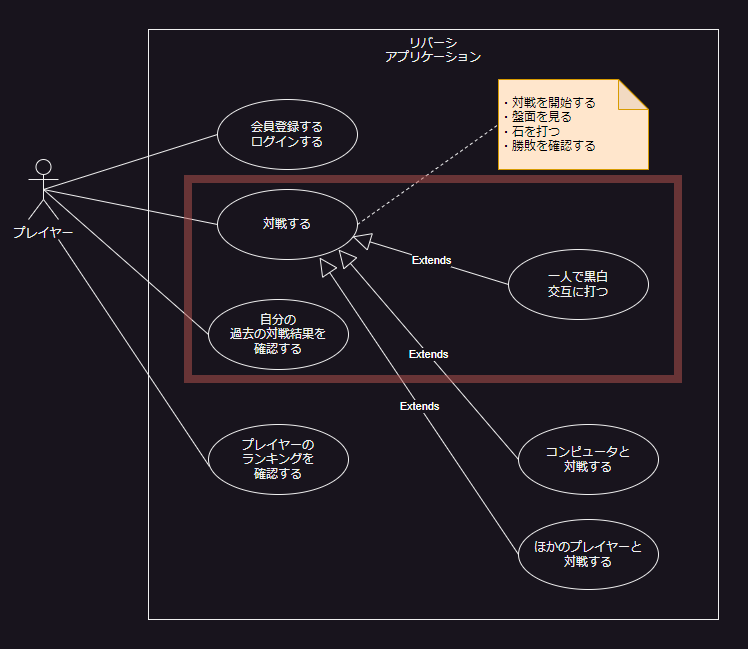 リバーシ
アプリケーション
・対戦を開始する
・盤面を見る
・石を打つ
・勝敗を確認する
会員登録する
ログインする
プレイヤー
対戦する
Extends
一人で黒白
交互に打つ
自分の
過去の対戦結果を
確認する
Extends
Extends
プレイヤーの
ランキングを
確認する
コンピュータと
対戦する
ほかのプレイヤーと
対戦する